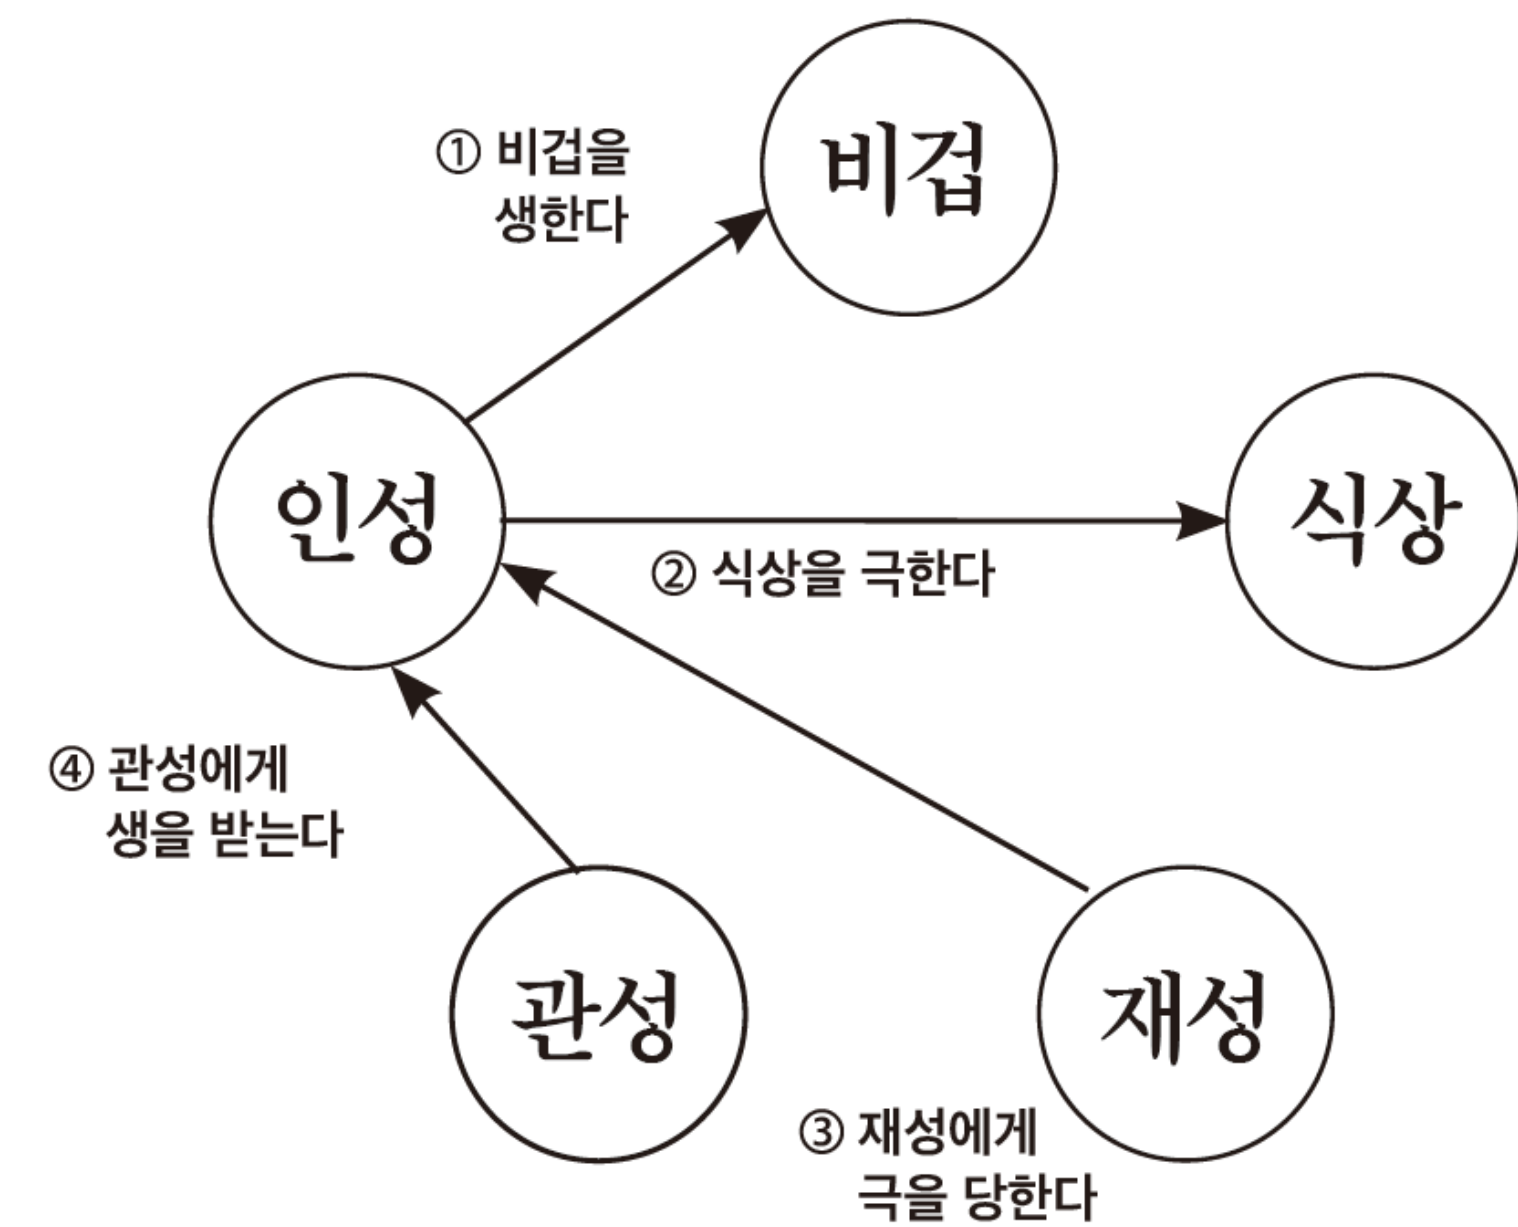 비겁
① 비겁을
생한다
인성
식상
② 식상을 극한다
④ 관성에게
생을 받는다
관성
재성
③ 재성에게
극을 당한다